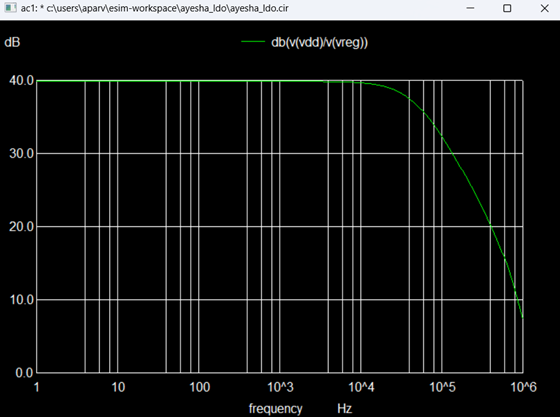 ac1: * c:\users\aparv\esim-workspace\ayesha_ldo\ayesha_ldo.cir
dB
db(v(vdd)/v(vreg))
40.0
30.0
20.0
10.0
0.0
1 10 100 10^3 10^4 10^5 10^6
frequency Hz